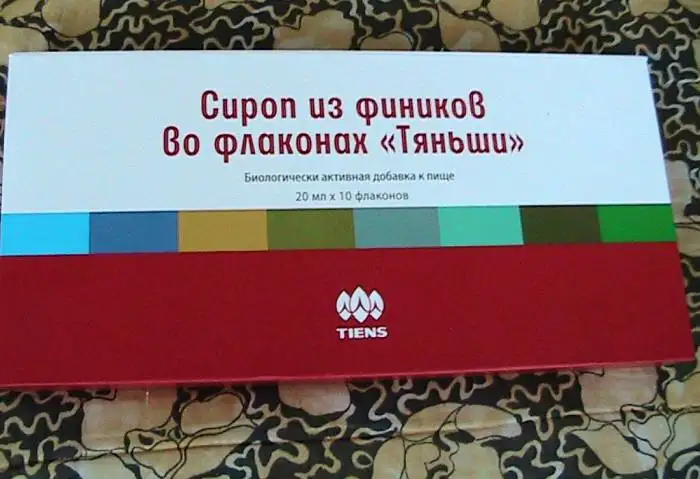 Сироп из фиников
во флаконах «Тяньши»
Биологически активная добавка к пище
20 мл x 10 флаконов
TIENS